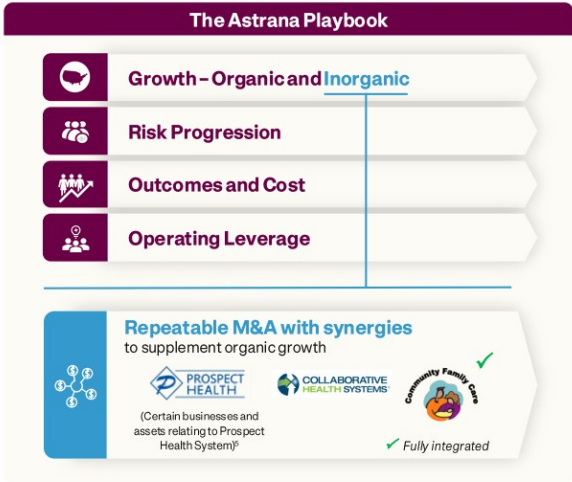 The Astrana Playbook
Growth – Organic and Inorganic
Risk Progression
Outcomes and Cost
Operating Leverage
Repeatable M&A with synergies
to supplement organic growth
PROSPECT
HEALTH
(Certain businesses and
assets relating to Prospect
Health System)⁵
COLLABORATIVE
HEALTH SYSTEMS
Community Family Care
✓
✓ Fully integrated